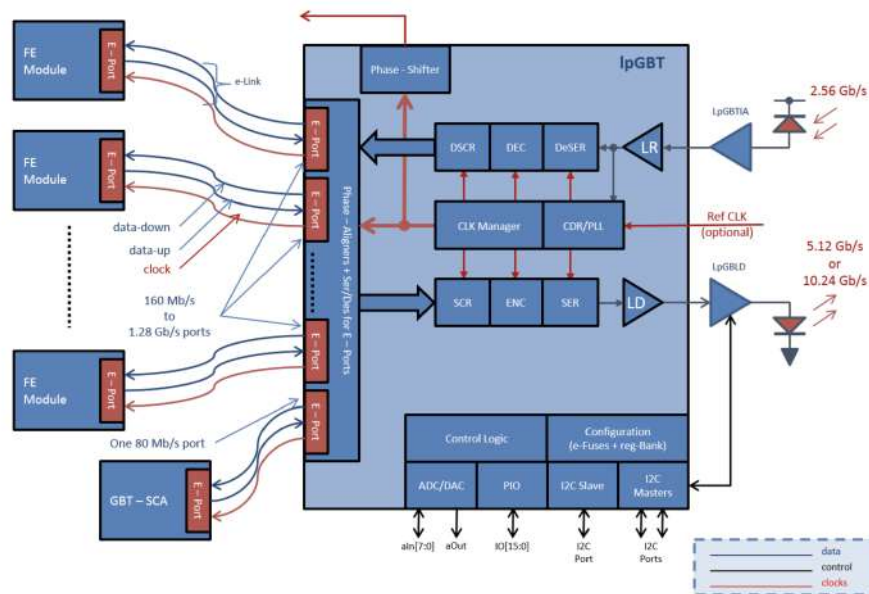 FE
Module
E – Port
e-Link
FE
Module
E – Port
data-down
data-up
clock
160 Mb/s
to
1.28 Gb/s ports
FE
Module
E – Port
One 80 Mb/s port
GBT – SCA
E – Port
E – Port
E – Port
E – Port
E – Port
Phase – Aligners + Ser/Des for E – Ports
Phase - Shifter
lpGBT
DSCR
DEC
DeSER
LR
LpGBTIA
2.56 Gb/s
CLK Manager
CDR/PLL
Ref CLK
(optional)
SCR
ENC
SER
LD
LpGBLD
5.12 Gb/s
or
10.24 Gb/s
Control Logic
Configuration
(e-Fuses + reg-Bank)
ADC/DAC
PIO
I2C Slave
I2C
Masters
aIn[7:0]
aOut
IO[15:0]
I2C
Port
I2C
Ports
data
control
clocks